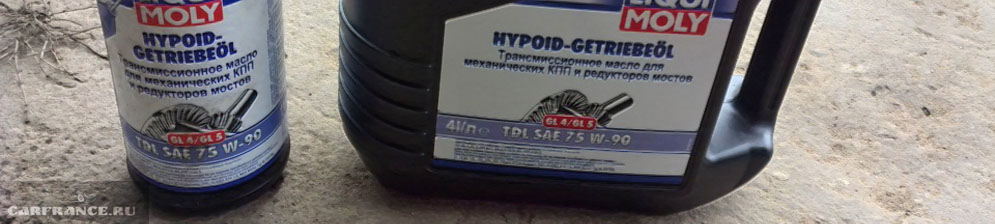 LIQUI
MOLY
HYPOID-
GETRIEBEÖL
Трансмиссионное масло
для механических КПП
и редукторов мостов
GL 4/GL 5
TDL SAE 75 W-90
LIQUI
MOLY
HYPOID-GETRIEBEÖL
Трансмиссионное масло для
механических КПП и редукторов мостов
GL 4/GL 5
4l/л e TDL SAE 75 W-90
CARFRANCE.RU